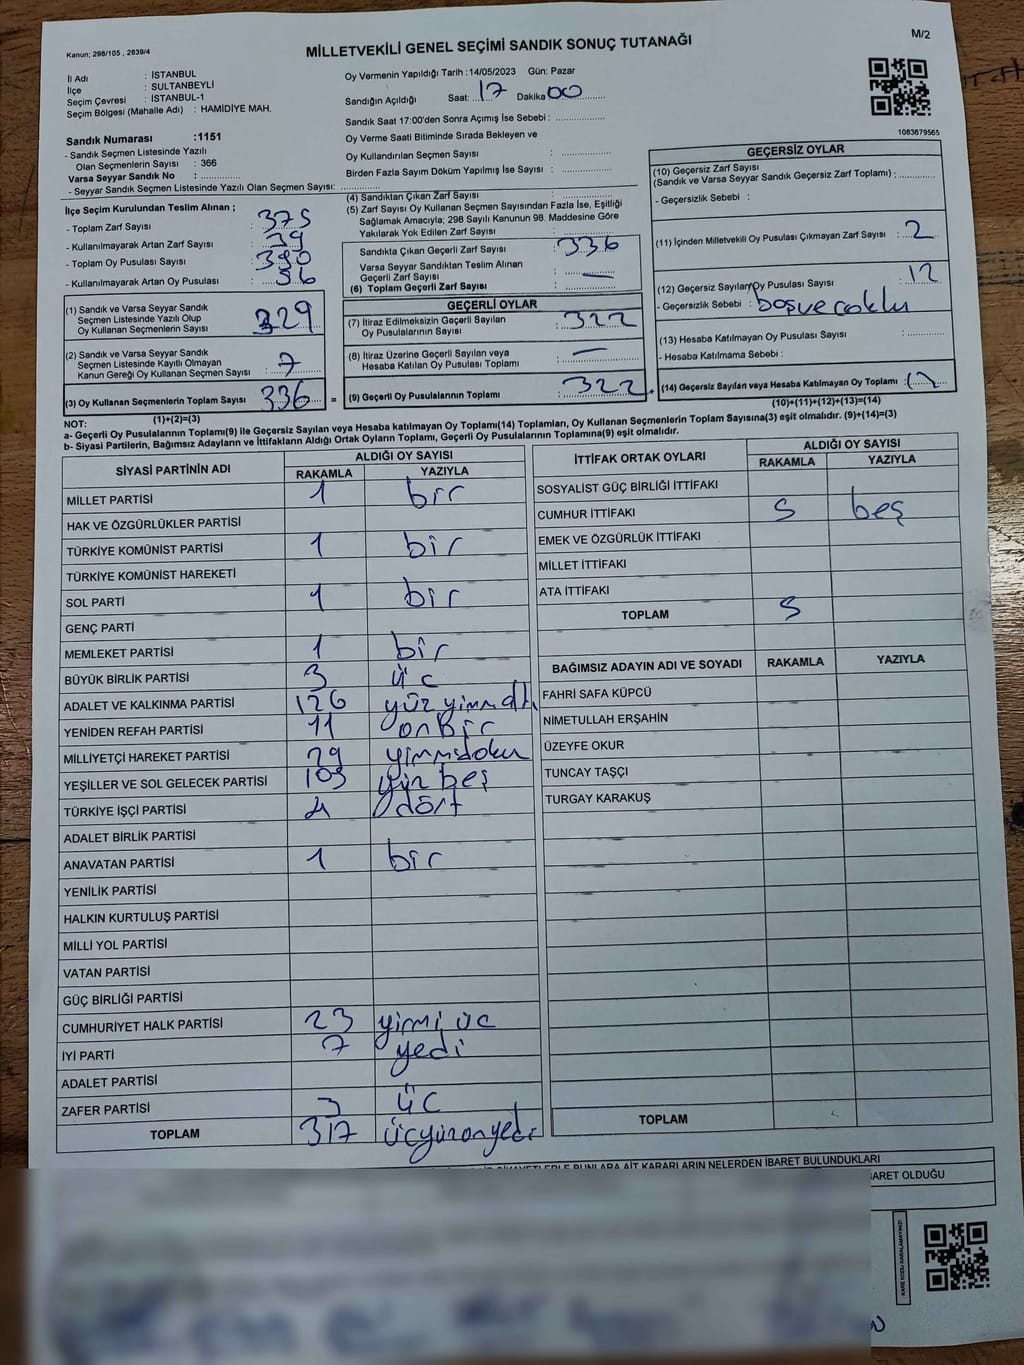 M/2
Kanun; 298/105 , 2839/4
MİLLETVEKİLİ GENEL SEÇİMİ SANDIK SONUÇ TUTANAĞI
İl Adı : İSTANBUL
İlçe : SULTANBEYLİ
Seçim Çevresi : İSTANBUL-1
Seçim Bölgesi (Mahalle Adı) : HAMİDİYE MAH.
Sandık Numarası :1151
- Sandık Seçmen Listesinde Yazılı
Olan Seçmenlerin Sayısı : 366
Varsa Seyyar Sandık No : ............
- Seyyar Sandık Seçmen Listesinde Yazılı Olan Seçmen Sayısı: ............
Oy Vermenin Yapıldığı Tarih :14/05/2023 Gün: Pazar
Sandığın Açıldığı Saat: 17 Dakika 00
Sandık Saat 17:00'den Sonra Açımış İse Sebebi : ............
Oy Verme Saati Bitiminde Sırada Bekleyen ve
Oy Kullandırılan Seçmen Sayısı : ............
Birden Fazla Sayım Döküm Yapılmış İse Sayısı : ............
1083679565
İlçe Seçim Kurulundan Teslim Alınan ;
- Toplam Zarf Sayısı : 375
- Kullanılmayarak Artan Zarf Sayısı : 39
- Toplam Oy Pusulası Sayısı : 390
- Kullanılmayarak Artan Oy Pusulası : 56
(1) Sandık ve Varsa Seyyar Sandık
Seçmen Listesinde Yazılı Olup
Oy Kullanan Seçmenlerin Sayısı 329
(2) Sandık ve Varsa Seyyar Sandık
Seçmen Listesinde Kayıtlı Olmayan
Kanun Gereği Oy Kullanan Seçmen Sayısı : 7
(3) Oy Kullanan Seçmenlerin Toplam Sayısı 336 =
(1)+(2)=(3)
(4) Sandıktan Çıkan Zarf Sayısı : ............
(5) Zarf Sayısı Oy Kullanan Seçmen Sayısından Fazla İse, Eşitliği
Sağlamak Amacıyla; 298 Sayılı Kanunun 98. Maddesine Göre
Yakılarak Yok Edilen Zarf Sayısı : ............
Sandıkta Çıkan Geçerli Zarf Sayısı : 336
Varsa Seyyar Sandıktan Teslim Alınan
Geçerli Zarf Sayısı : —
(6) Toplam Geçerli Zarf Sayısı : ............
GEÇERLİ OYLAR
(7) İtiraz Edilmeksizin Geçerli Sayılan
Oy Pusulalarının Sayısı : 322
(8) İtiraz Üzerine Geçerli Sayılan veya
Hesaba Katılan Oy Pusulası Toplamı : —
(9) Geçerli Oy Pusulasının Toplamı : 322
GEÇERSİZ OYLAR
(10) Geçersiz Zarf Sayısı
(Sandık ve Varsa Seyyar Sandık Geçersiz Zarf Toplamı) : ............
- Geçersizlik Sebebi :
(11) İçinden Milletvekili Oy Pusulası Çıkmayan Zarf Sayısı : 2
(12) Geçersiz Sayılan Oy Pusulası Sayısı : 12
- Geçersizlik Sebebi : boş ve çoklu
(13) Hesaba Katılmayan Oy Pusulası Sayısı : ............
- Hesaba Katılmama Sebebi :
(14) Geçersiz Sayılan veya Hesaba Katılmayan Oy Toplamı :
(10)+(11)+(12)+(13)=(14)
NOT:
a- Geçerli Oy Pusulalarının Toplamı(9) ile Geçersiz Sayılan veya Hesaba katılmayan Oy Toplamı(14) Toplamları, Oy Kullanan Seçmenlerin Toplam Sayısına(3) eşit olmalıdır. (9)+(14)=(3)
b- Siyasi Partilerin, Bağımsız Adayların ve İttifakların Aldığı Ortak Oyların Toplamı, Geçerli Oy Pusulalarının Toplamına(9) eşit olmalıdır.
SİYASİ PARTİNİN ADI ALDIĞI OY SAYISI
RAKAMLA YAZIYLA
MİLLET PARTİSİ 1 bir
HAK VE ÖZGÜRLÜKLER PARTİSİ
TÜRKİYE KOMÜNİST PARTİSİ 1 bir
TÜRKİYE KOMÜNİST HAREKETİ
SOL PARTİ 1 bir
GENÇ PARTİ
MEMLEKET PARTİSİ 1 bir
BÜYÜK BİRLİK PARTİSİ 3 üç
ADALET VE KALKINMA PARTİSİ 126 yüz yirmi altı
YENİDEN REFAH PARTİSİ 11 onbir
MİLLİYETÇİ HAREKET PARTİSİ 29 yirmidoku
YEŞİLLER VE SOL GELECEK PARTİSİ 105 yüz beş
TÜRKİYE İŞÇİ PARTİSİ 4 dört
ADALET BİRLİK PARTİSİ
ANAVATAN PARTİSİ 1 bir
YENİLİK PARTİSİ
HALKIN KURTULUŞ PARTİSİ
MİLLİ YOL PARTİSİ
VATAN PARTİSİ
GÜÇ BİRLİĞİ PARTİSİ
CUMHURİYET HALK PARTİSİ 23 yirmi üc
İYİ PARTİ 7 yedi
ADALET PARTİSİ
ZAFER PARTİSİ 3 üc
TOPLAM 317 üçyüzonyedi
İTTİFAK ORTAK OYLARI ALDIĞI OY SAYISI
RAKAMLA YAZIYLA
SOSYALİST GÜÇ BİRLİĞİ İTTİFAKI
CUMHUR İTTİFAKI 5 beş
EMEK VE ÖZGÜRLÜK İTTİFAKI
MİLLET İTTİFAKI
ATA İTTİFAKI
TOPLAM 5
BAĞIMSIZ ADAYIN ADI VE SOYADI RAKAMLA YAZIYLA
FAHRİ SAFA KÜPCÜ
NİMETULLAH ERŞAHİN
ÜZEYFE OKUR
TUNCAY TAŞÇI
TURGAY KARAKUŞ
TOPLAM
BUNLARA AİT KARARLARIN NELERDEN İBARET BULUNDUKLARI
OLDUĞU